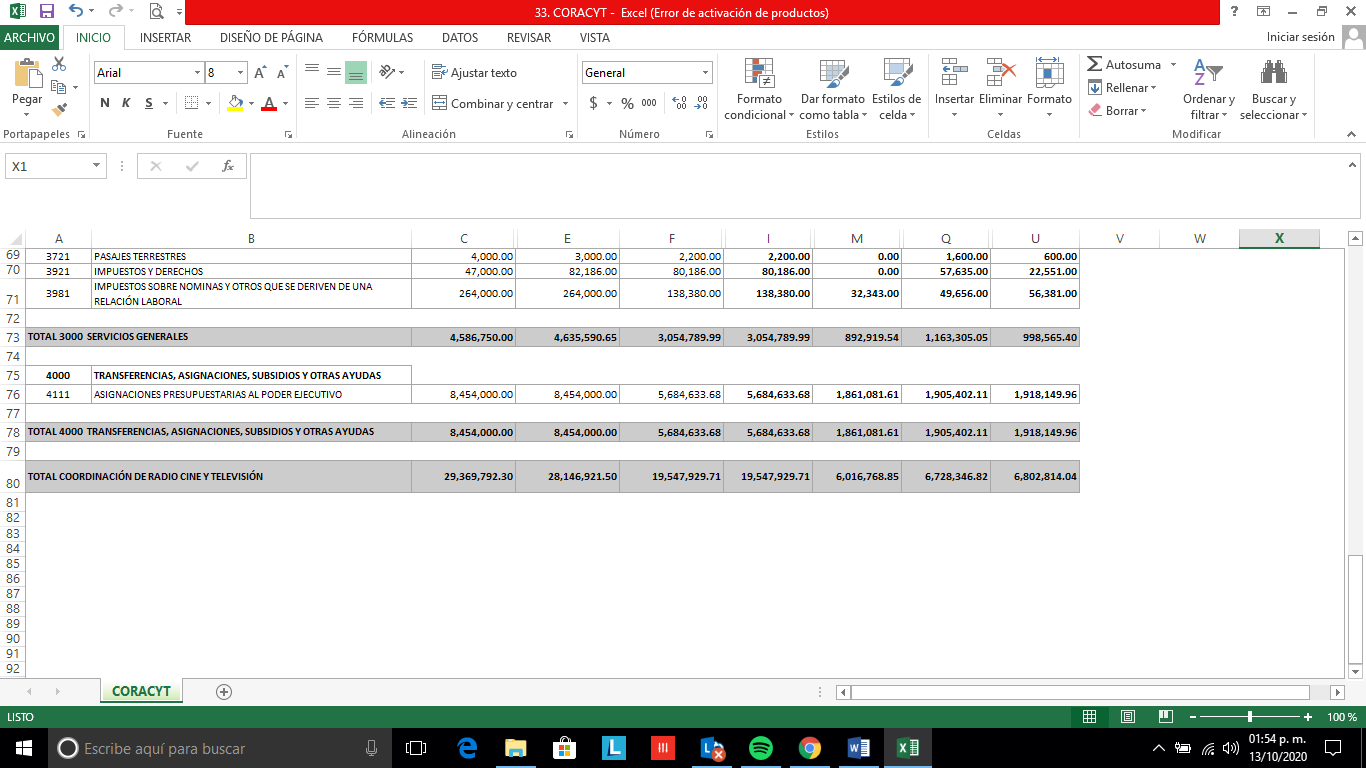 33. CORACYT - Excel (Error de activación de productos)
ARCHIVO INICIO INSERTAR DISEÑO DE PÁGINA FÓRMULAS DATOS REVISAR VISTA Iniciar sesión
Pegar
Portapapeles
Arial 8
N K S A
Fuente
Ajustar texto
Combinar y centrar
Alineación
General
$ % 000
Número
Formato condicional
Dar formato como tabla
Estilos de celda
Estilos
Insertar Eliminar Formato
Celdas
Autosuma
Rellenar
Borrar
Ordenar y filtrar
Buscar y seleccionar
Modificar
X1 fx
A B C E F I M Q U V W X
69 3721 PASAJES TERRESTRES 4,000.00 3,000.00 2,200.00 2,200.00 0.00 1,600.00 600.00
70 3921 IMPUESTOS Y DERECHOS 47,000.00 82,186.00 80,186.00 80,186.00 0.00 57,635.00 22,551.00
71 3981 IMPUESTOS SOBRE NOMINAS Y OTROS QUE SE DERIVEN DE UNA
RELACIÓN LABORAL 264,000.00 264,000.00 138,380.00 138,380.00 32,343.00 49,656.00 56,381.00
72
73 TOTAL 3000 SERVICIOS GENERALES 4,586,750.00 4,635,590.65 3,054,789.99 3,054,789.99 892,919.54 1,163,305.05 998,565.40
74
75 4000 TRANSFERENCIAS, ASIGNACIONES, SUBSIDIOS Y OTRAS AYUDAS
76 4111 ASIGNACIONES PRESUPUESTARIAS AL PODER EJECUTIVO 8,454,000.00 8,454,000.00 5,684,633.68 5,684,633.68 1,861,081.61 1,905,402.11 1,918,149.96
77
78 TOTAL 4000 TRANSFERENCIAS, ASIGNACIONES, SUBSIDIOS Y OTRAS AYUDAS 8,454,000.00 8,454,000.00 5,684,633.68 5,684,633.68 1,861,081.61 1,905,402.11 1,918,149.96
79
80 TOTAL COORDINACIÓN DE RADIO CINE Y TELEVISIÓN 29,369,792.30 28,146,921.50 19,547,929.71 19,547,929.71 6,016,768.85 6,728,346.82 6,802,814.04
81
82
83
84
85
86
87
88
89
90
91
92
CORACYT
LISTO 100 %
Escribe aquí para buscar
01:54 p. m.
13/10/2020